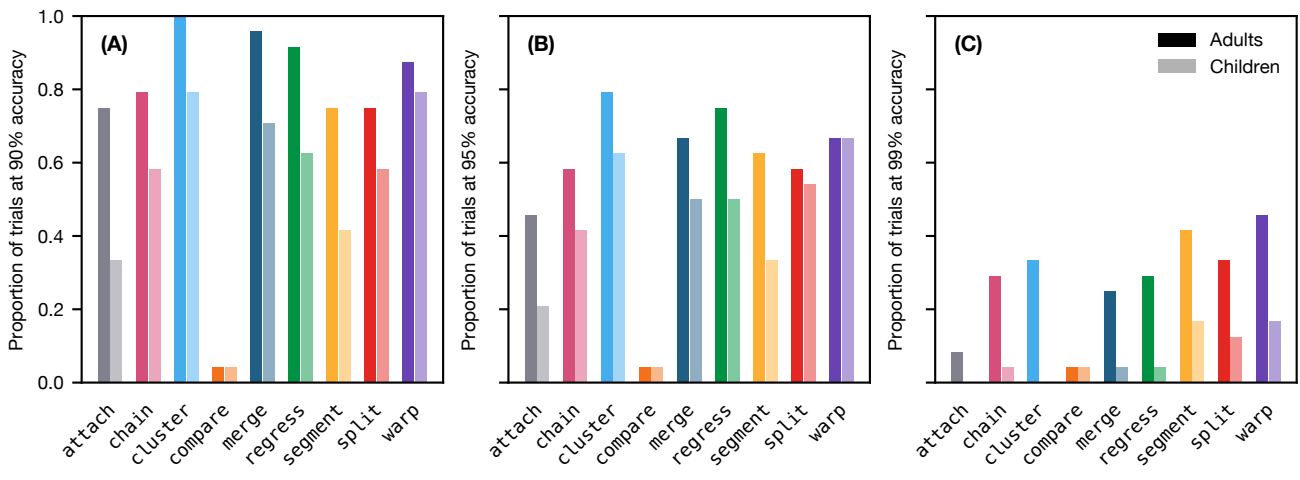 (A)
Proportion of trials at 90% accuracy
1.0
0.8
0.6
0.4
0.2
0.0
attach
chain
cluster
compare
merge
regress
segment
split
warp
(B)
Proportion of trials at 95% accuracy
attach
chain
cluster
compare
merge
regress
segment
split
warp
(C)
Adults
Children
Proportion of trials at 99% accuracy
attach
chain
cluster
compare
merge
regress
segment
split
warp